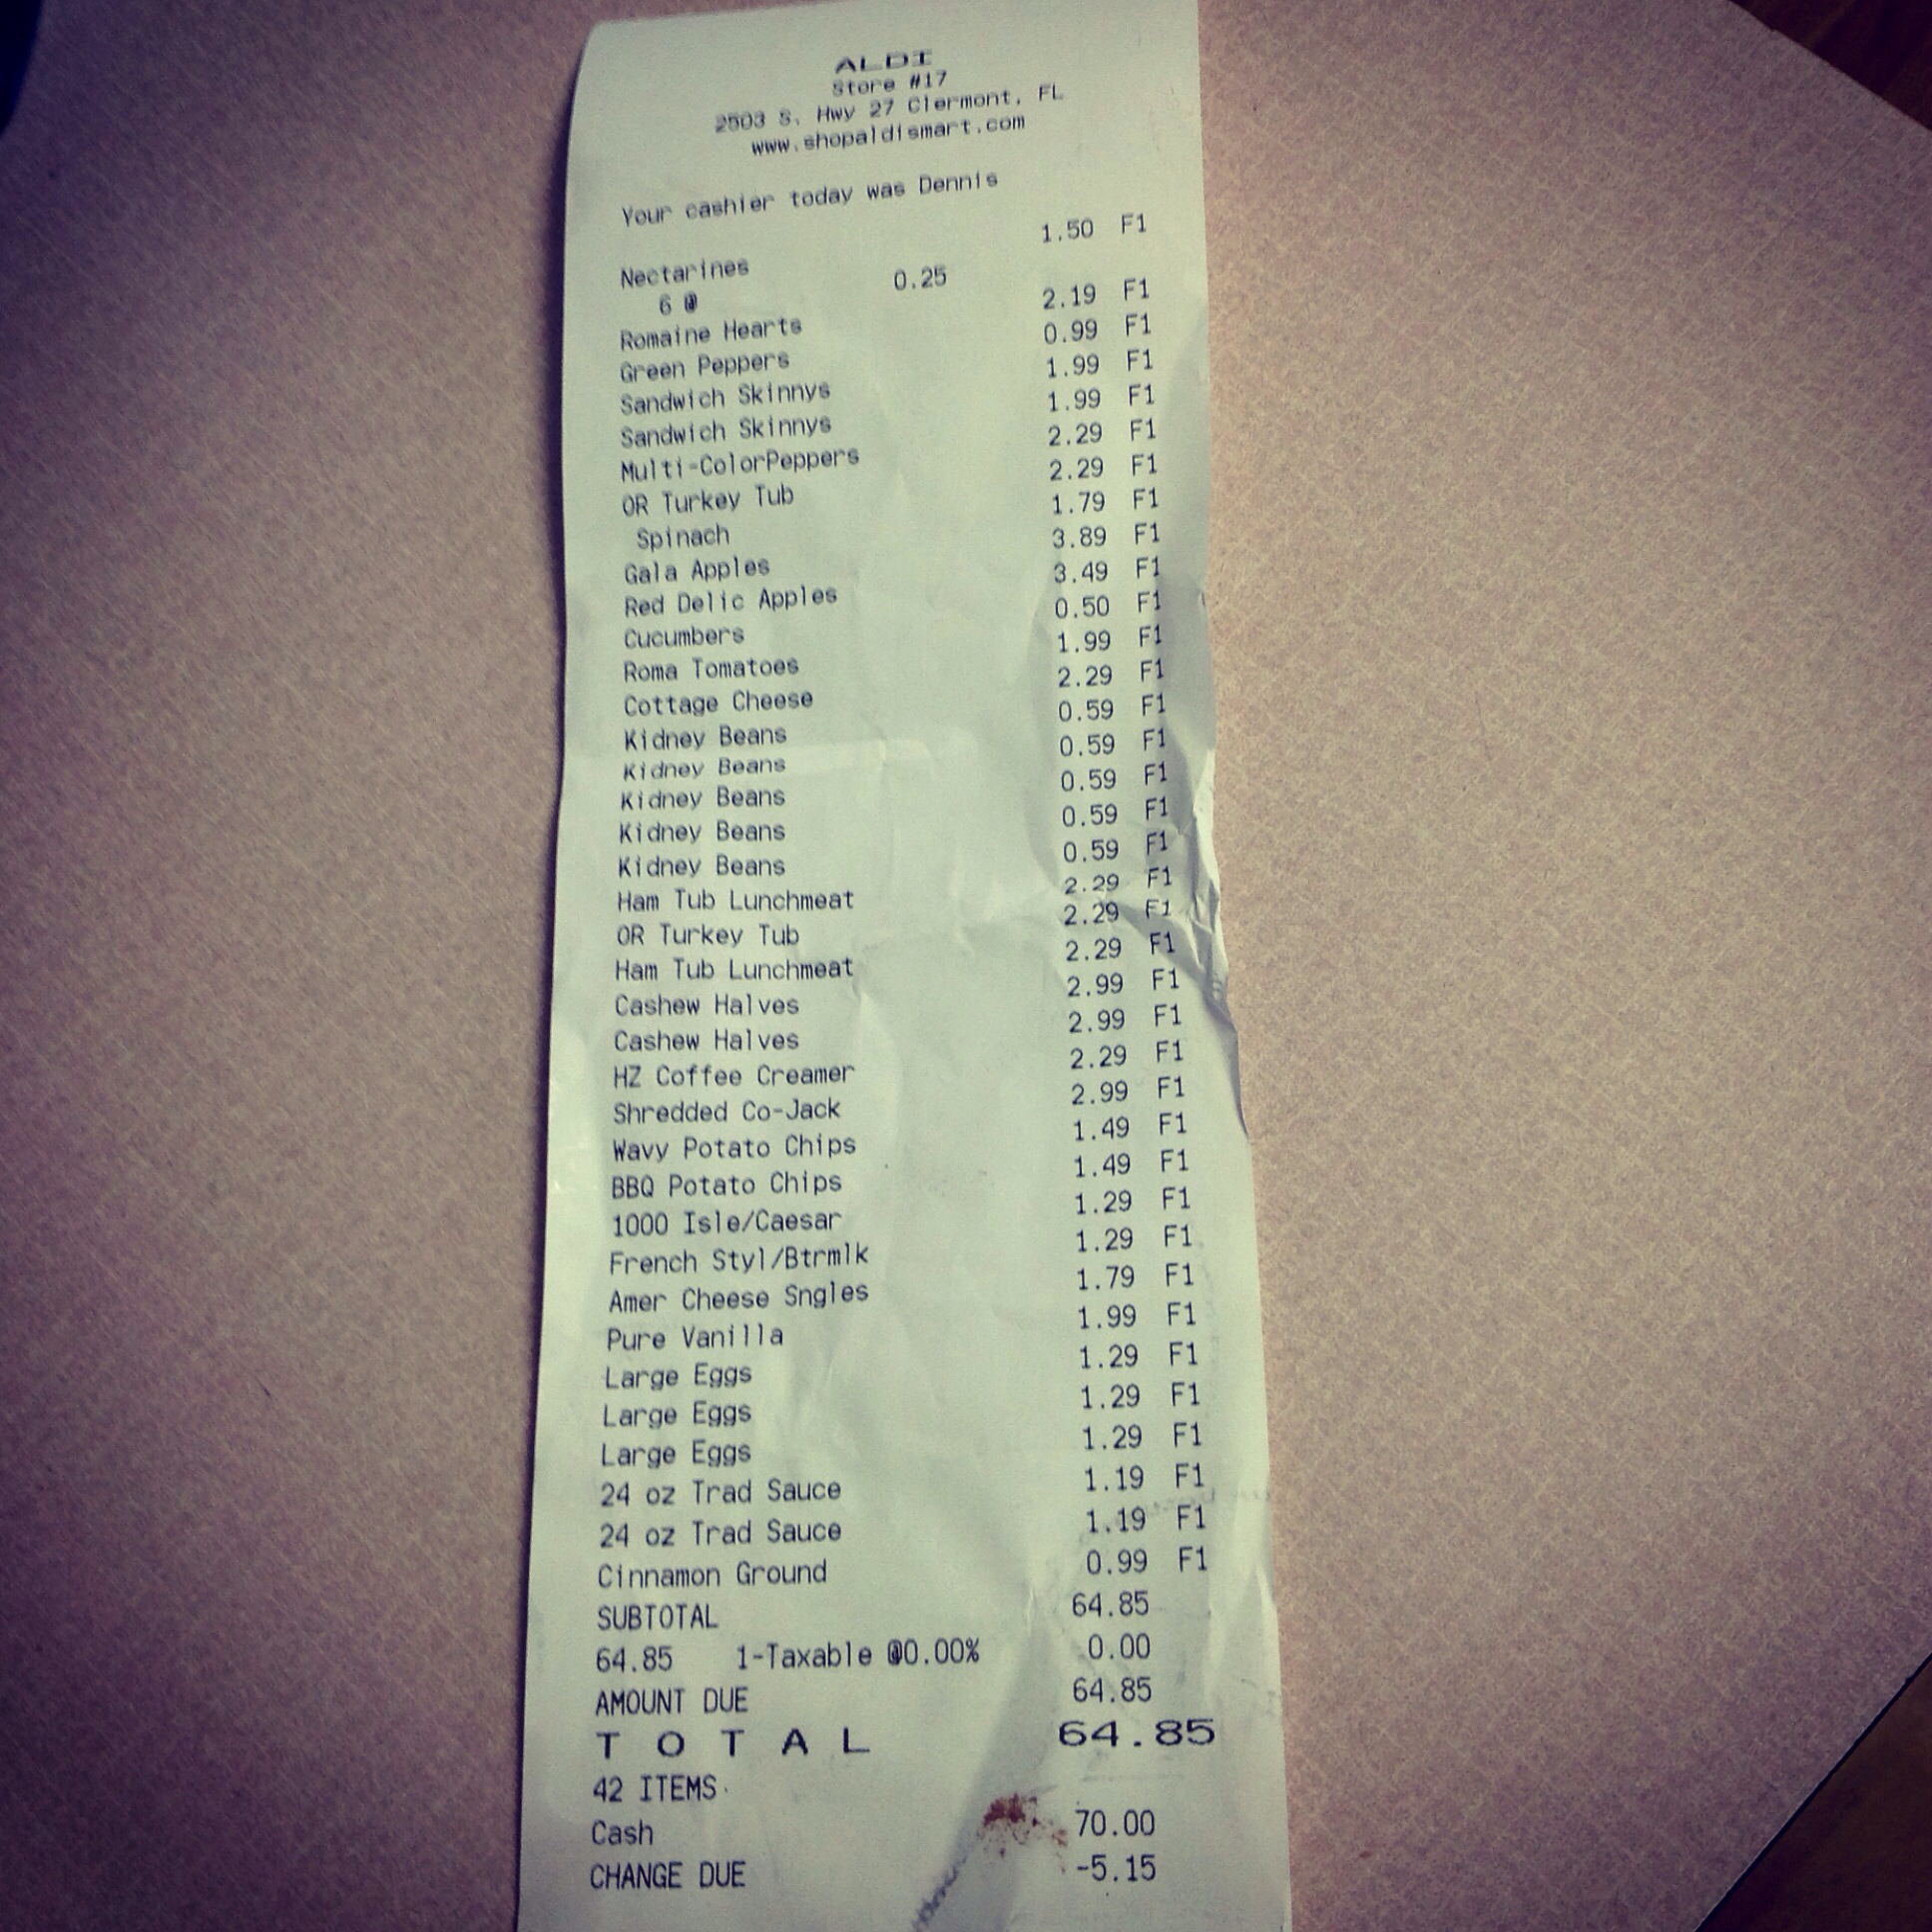 ALDI
Store #17
2503 S. Hwy 27 Clermont, FL
www.shopaldismart.com
Your cashier today was Dennis
Nectarines 1.50 F1
6 @ 0.25
Romaine Hearts 2.19 F1
Green Peppers 0.99 F1
Sandwich Skinnys 1.99 F1
Sandwich Skinnys 1.99 F1
Multi-ColorPeppers 2.29 F1
OR Turkey Tub 2.29 F1
Spinach 1.79 F1
Gala Apples 3.89 F1
Red Delic Apples 3.49 F1
Cucumbers 0.50 F1
Roma Tomatoes 1.99 F1
Cottage Cheese 2.29 F1
Kidney Beans 0.59 F1
Kidney Beans 0.59 F1
Kidney Beans 0.59 F1
Kidney Beans 0.59 F1
Kidney Beans 0.59 F1
Ham Tub Lunchmeat 2.29 F1
OR Turkey Tub 2.29 F1
Ham Tub Lunchmeat 2.29 F1
Cashew Halves 2.99 F1
Cashew Halves 2.99 F1
HZ Coffee Creamer 2.29 F1
Shredded Co-Jack 2.99 F1
Wavy Potato Chips 1.49 F1
BBQ Potato Chips 1.49 F1
1000 Isle/Caesar 1.29 F1
French Styl/Btrmlk 1.29 F1
Amer Cheese Sngles 1.79 F1
Pure Vanilla 1.99 F1
Large Eggs 1.29 F1
Large Eggs 1.29 F1
Large Eggs 1.29 F1
24 oz Trad Sauce 1.19 F1
24 oz Trad Sauce 1.19 F1
Cinnamon Ground 0.99 F1
SUBTOTAL 64.85
64.85 1-Taxable @0.00% 0.00
AMOUNT DUE 64.85
T O T A L 64.85
42 ITEMS
Cash 70.00
CHANGE DUE -5.15